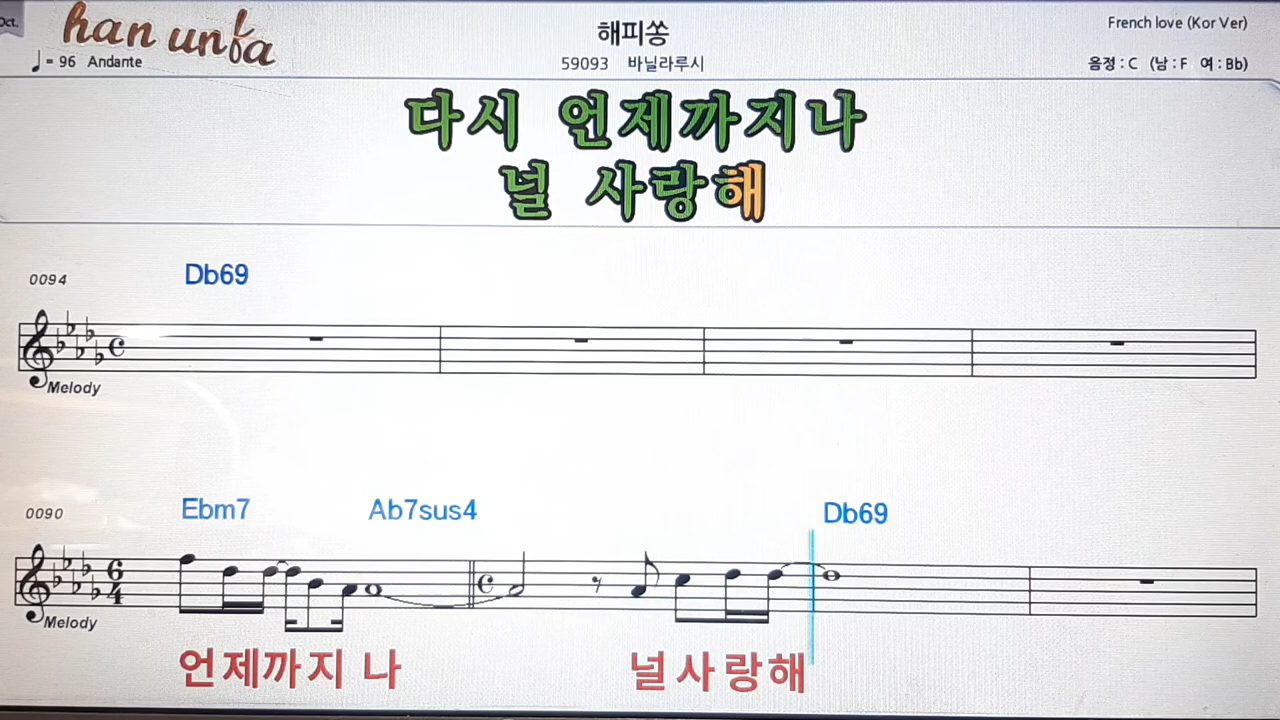 Oct.
han unfa
해피쏭
French love (Kor Ver)
♩ = 96 Andante
59093 바닐라루시
음정 : C (남 : F 여 : Bb)
다시 언제까지나
널 사랑해
0094
Db69
Melody
0090
Ebm7 Ab7sus4 Db69
6
4
Melody
언제까지 나 널 사 랑해